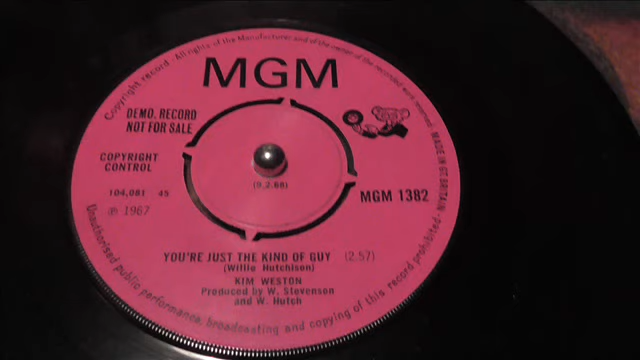 Copyright record · All rights of the Manufacturer and of the owner of the recorded work reserved.
MGM
DEMO. RECORD
NOT FOR SALE
COPYRIGHT
CONTROL
(9.2.68)
104,081 45
MGM 1382
℗ 1967
MADE IN GT. BRITAIN
YOU'RE JUST THE KIND OF GUY (2.57)
(Willie Hutchison)
KIM WESTON
Produced by W. Stevenson
and W. Hutch
Unauthorised public performance, broadcasting and copying of this record prohibited.